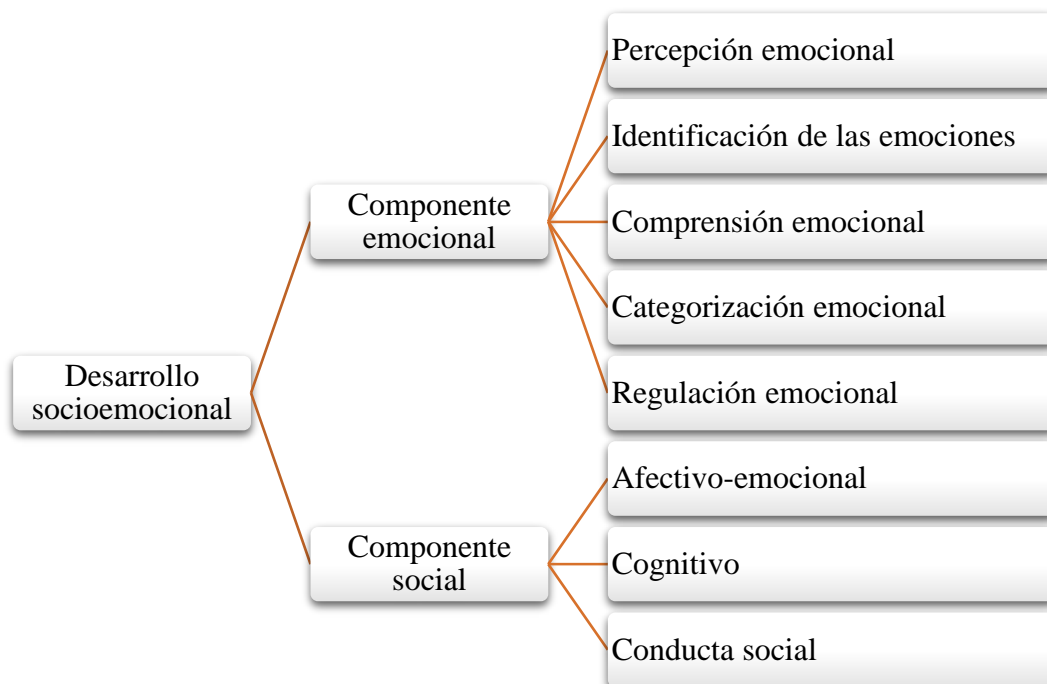 Desarrollo
socioemocional
Componente
emocional
Percepción emocional
Identificación de las emociones
Comprensión emocional
Categorización emocional
Regulación emocional
Componente
social
Afectivo-emocional
Cognitivo
Conducta social